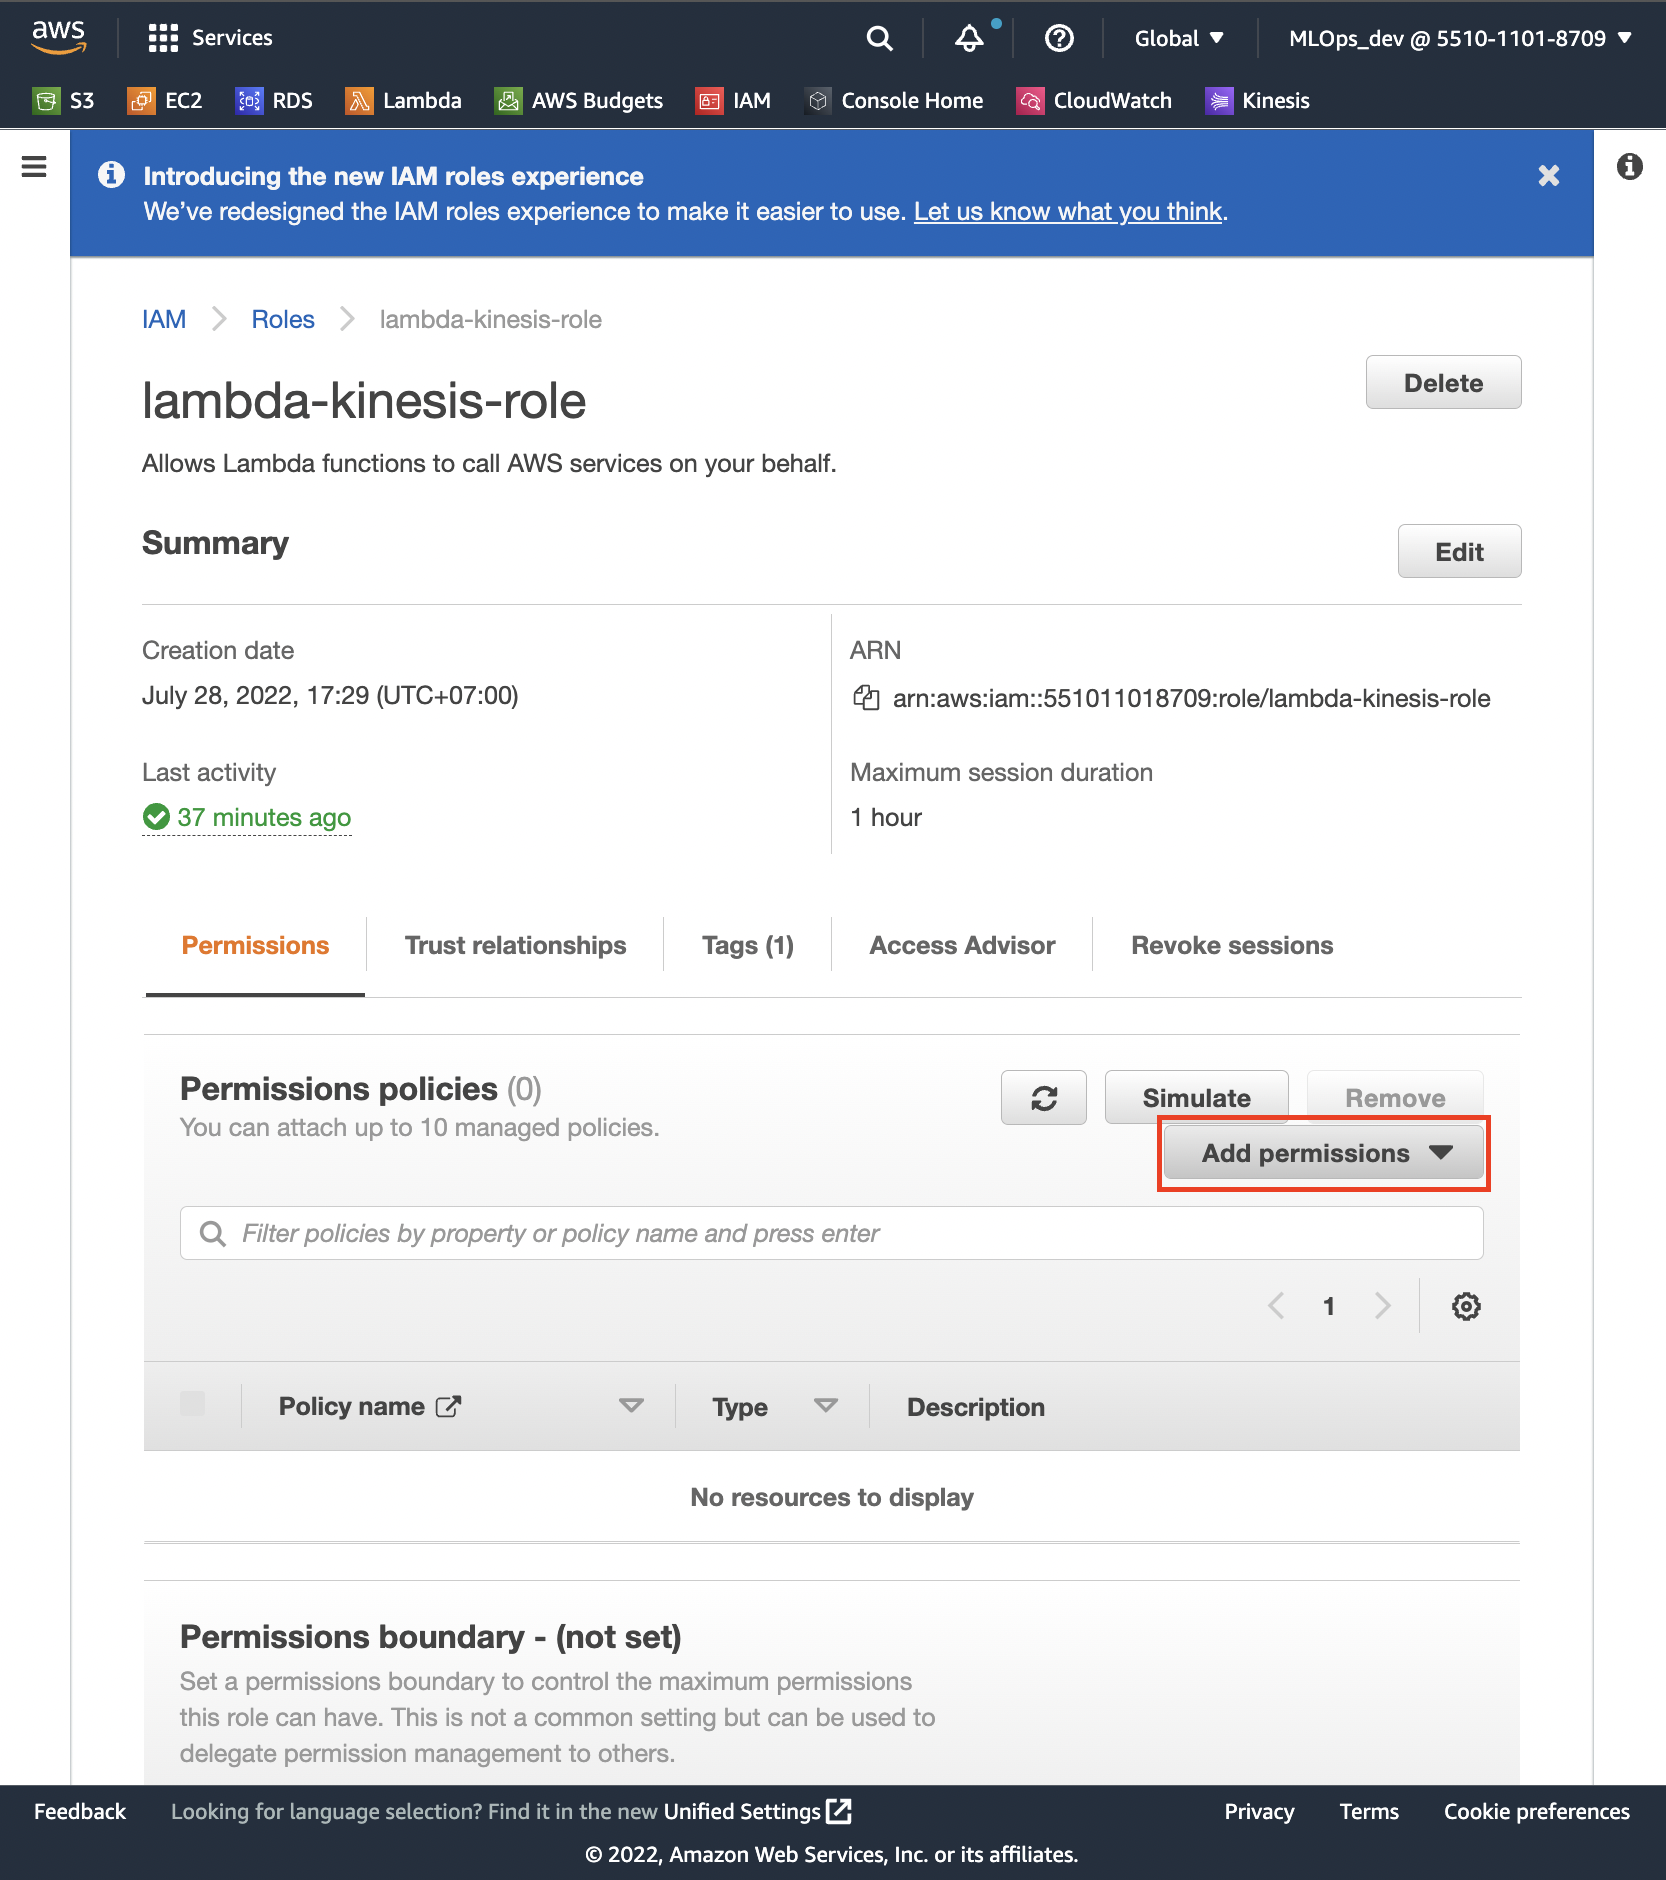 aws Services Global MLOps_dev @ 5510-1101-8709
S3 EC2 RDS Lambda AWS Budgets IAM Console Home CloudWatch Kinesis
Introducing the new IAM roles experience
We’ve redesigned the IAM roles experience to make it easier to use. Let us know what you think.
IAM Roles lambda-kinesis-role
lambda-kinesis-role
Delete
Allows Lambda functions to call AWS services on your behalf.
Summary
Edit
Creation date
July 28, 2022, 17:29 (UTC+07:00)
ARN
arn:aws:iam::551011018709:role/lambda-kinesis-role
Last activity
37 minutes ago
Maximum session duration
1 hour
Permissions Trust relationships Tags (1) Access Advisor Revoke sessions
Permissions policies (0)
You can attach up to 10 managed policies.
Simulate
Remove
Add permissions
Filter policies by property or policy name and press enter
1
Policy name Type Description
No resources to display
Permissions boundary - (not set)
Set a permissions boundary to control the maximum permissions
this role can have. This is not a common setting but can be used to
delegate permission management to others.
Feedback Looking for language selection? Find it in the new Unified Settings Privacy Terms Cookie preferences
© 2022, Amazon Web Services, Inc. or its affiliates.